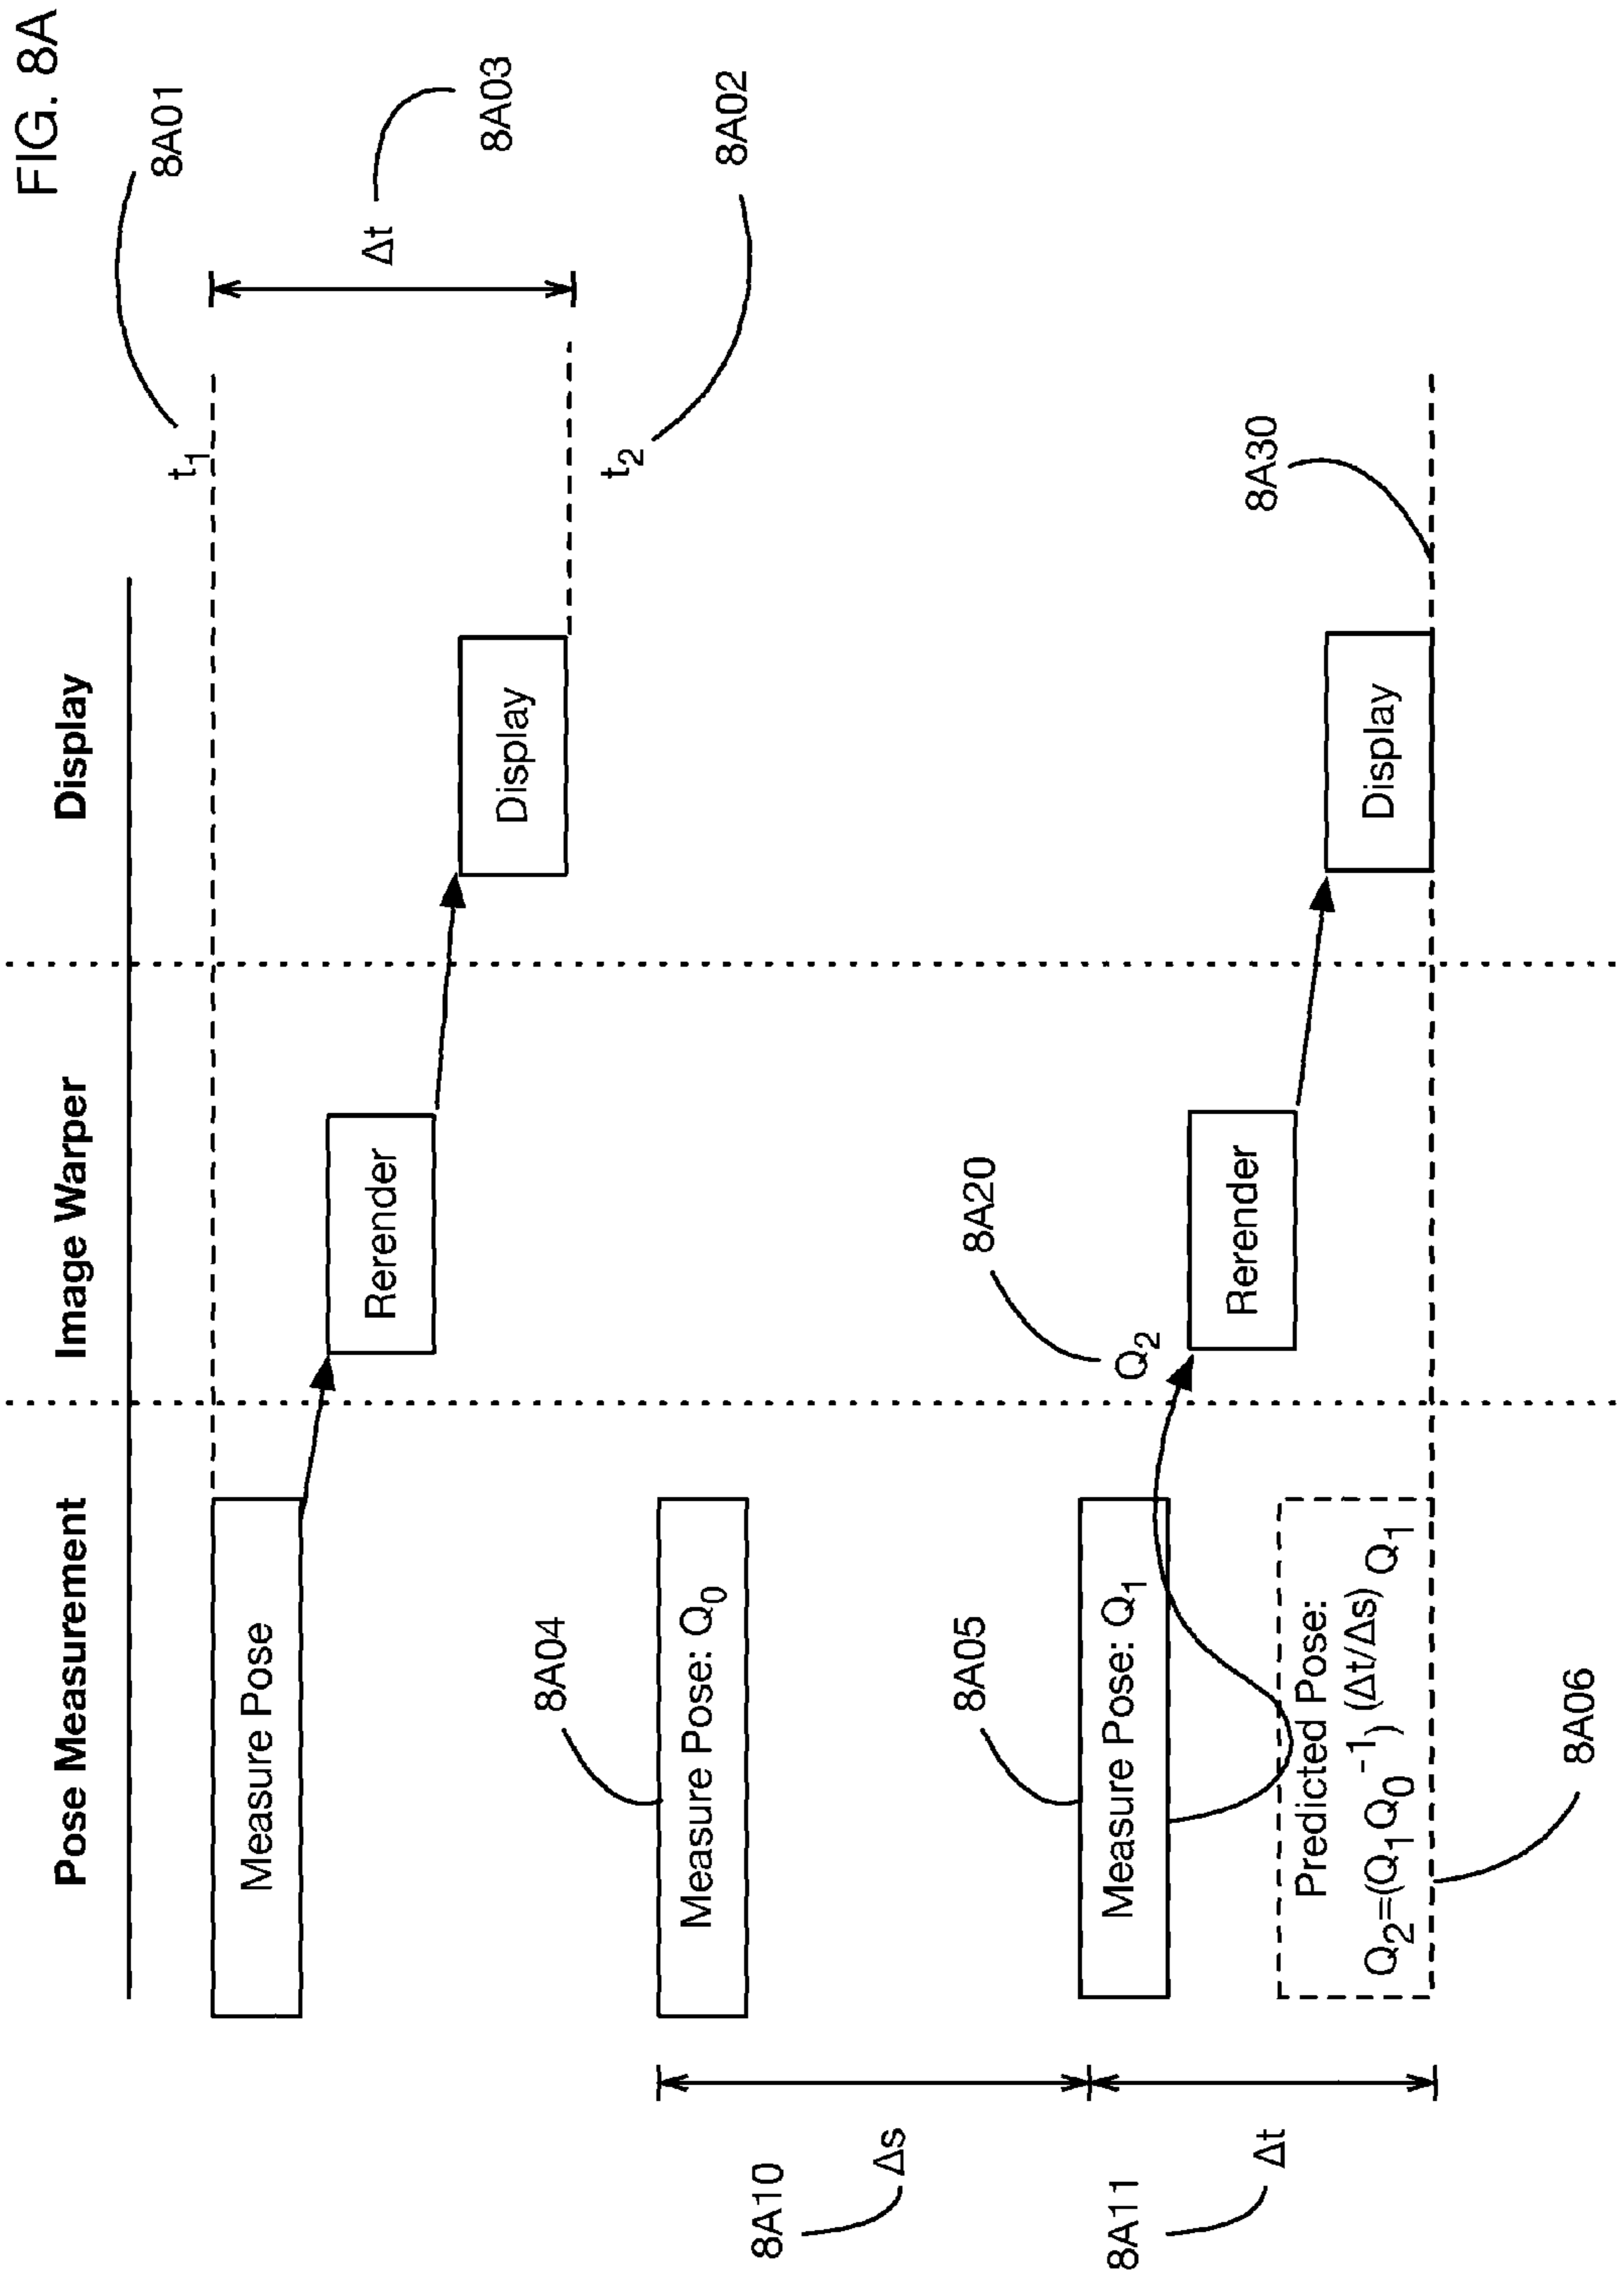 FIG. 8A
Pose Measurement
Image Warper
Display
8A01
t1
Measure Pose
Rerender
Display
Δt
8A03
t2
8A02
8A04
Measure Pose: Q0
8A10
Δs
8A05
Measure Pose: Q1
8A20
Q2
Rerender
Display
8A30
8A11
Δt
Predicted Pose:
Q2=(Q1Q0⁻¹)(Δt/Δs)Q1
8A06